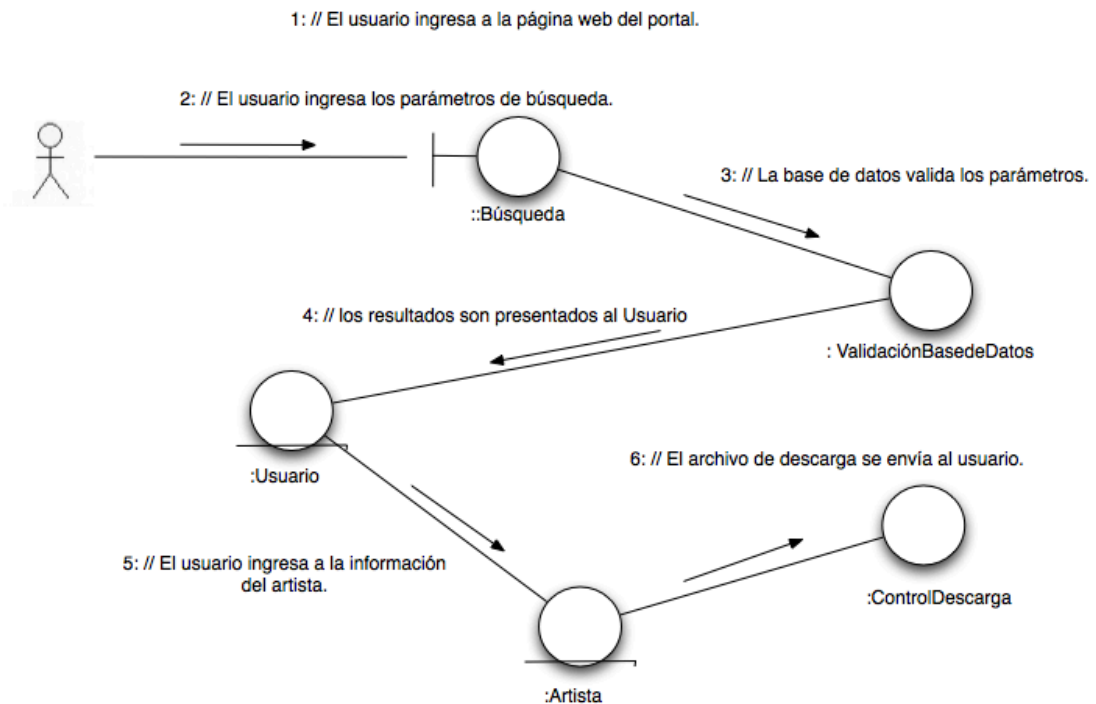 1: // El usuario ingresa a la página web del portal.
2: // El usuario ingresa los parámetros de búsqueda.
3: // La base de datos valida los parámetros.
::Búsqueda
4: // los resultados son presentados al Usuario
: ValidaciónBasedeDatos
:Usuario
6: // El archivo de descarga se envía al usuario.
5: // El usuario ingresa a la información
del artista.
:ControlDescarga
:Artista